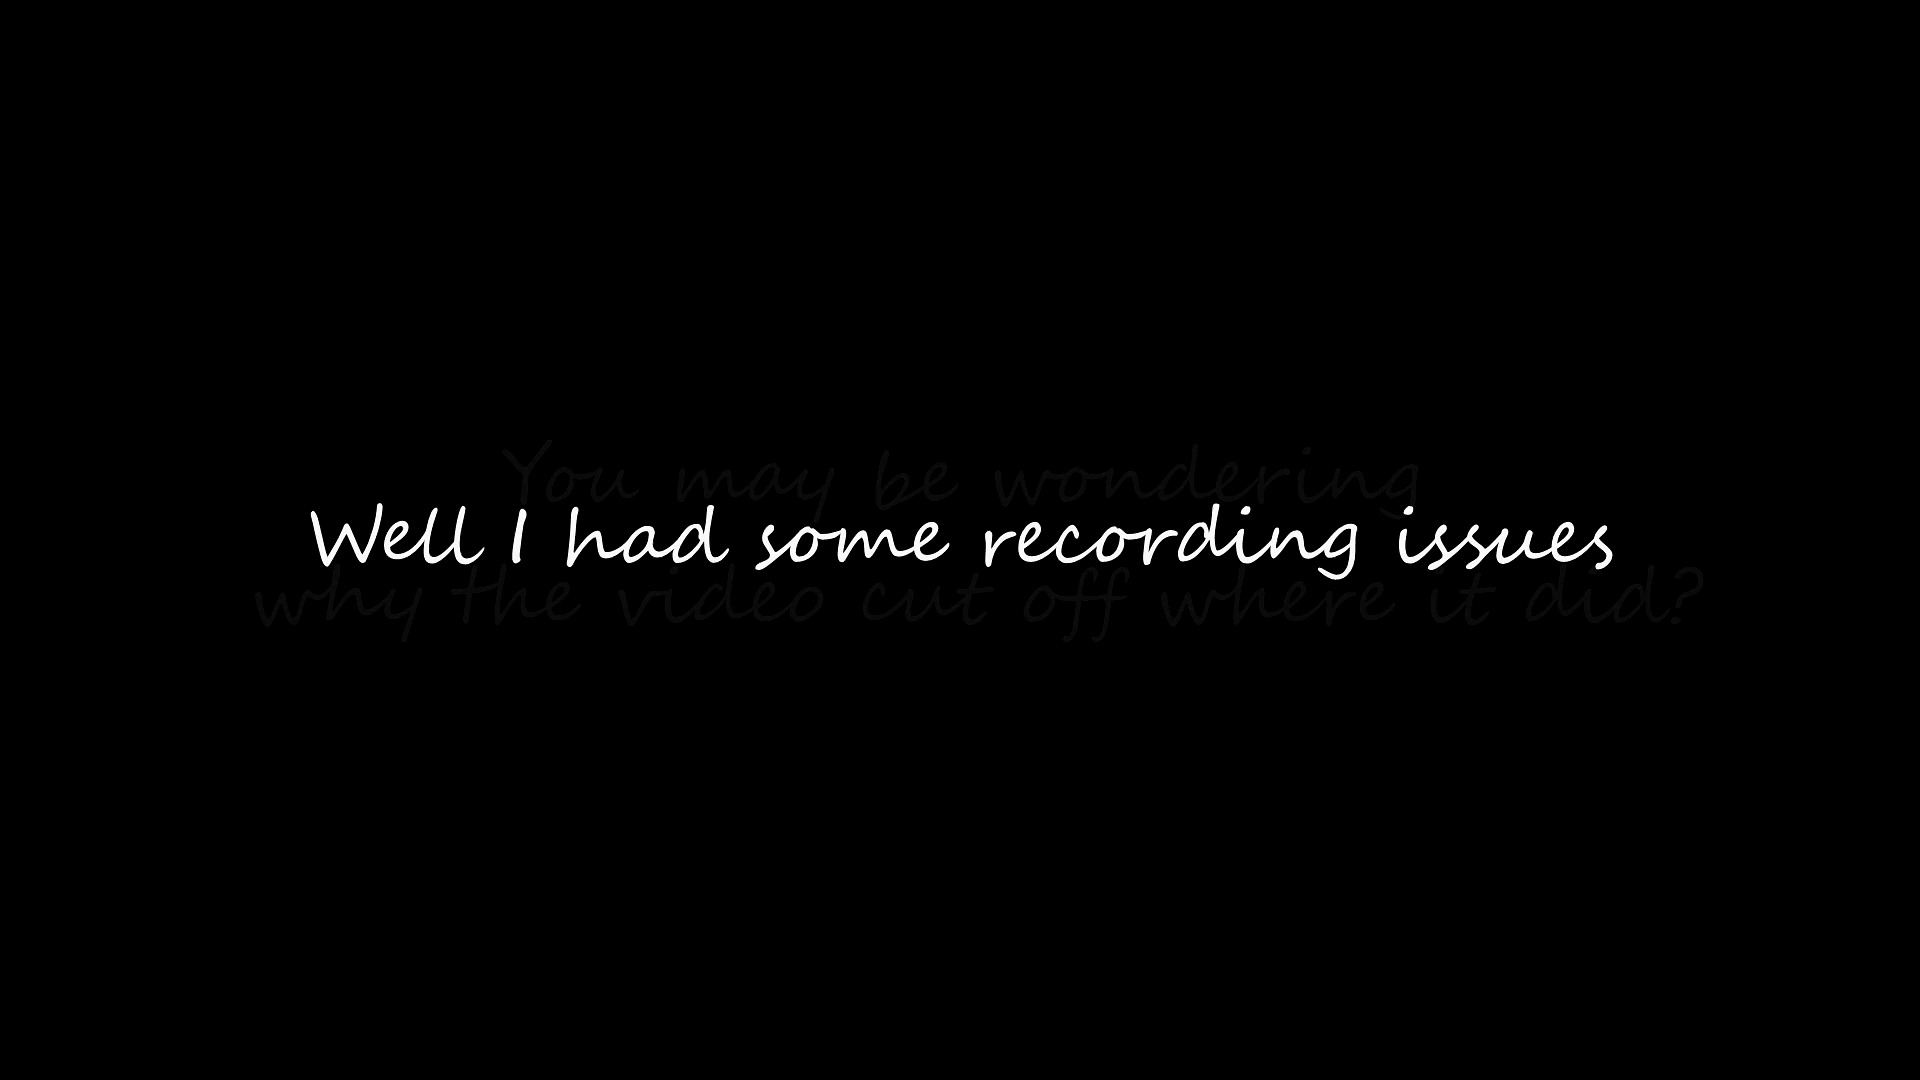 You may be wondering
Well I had some recording issues
why the video cut off where it did?